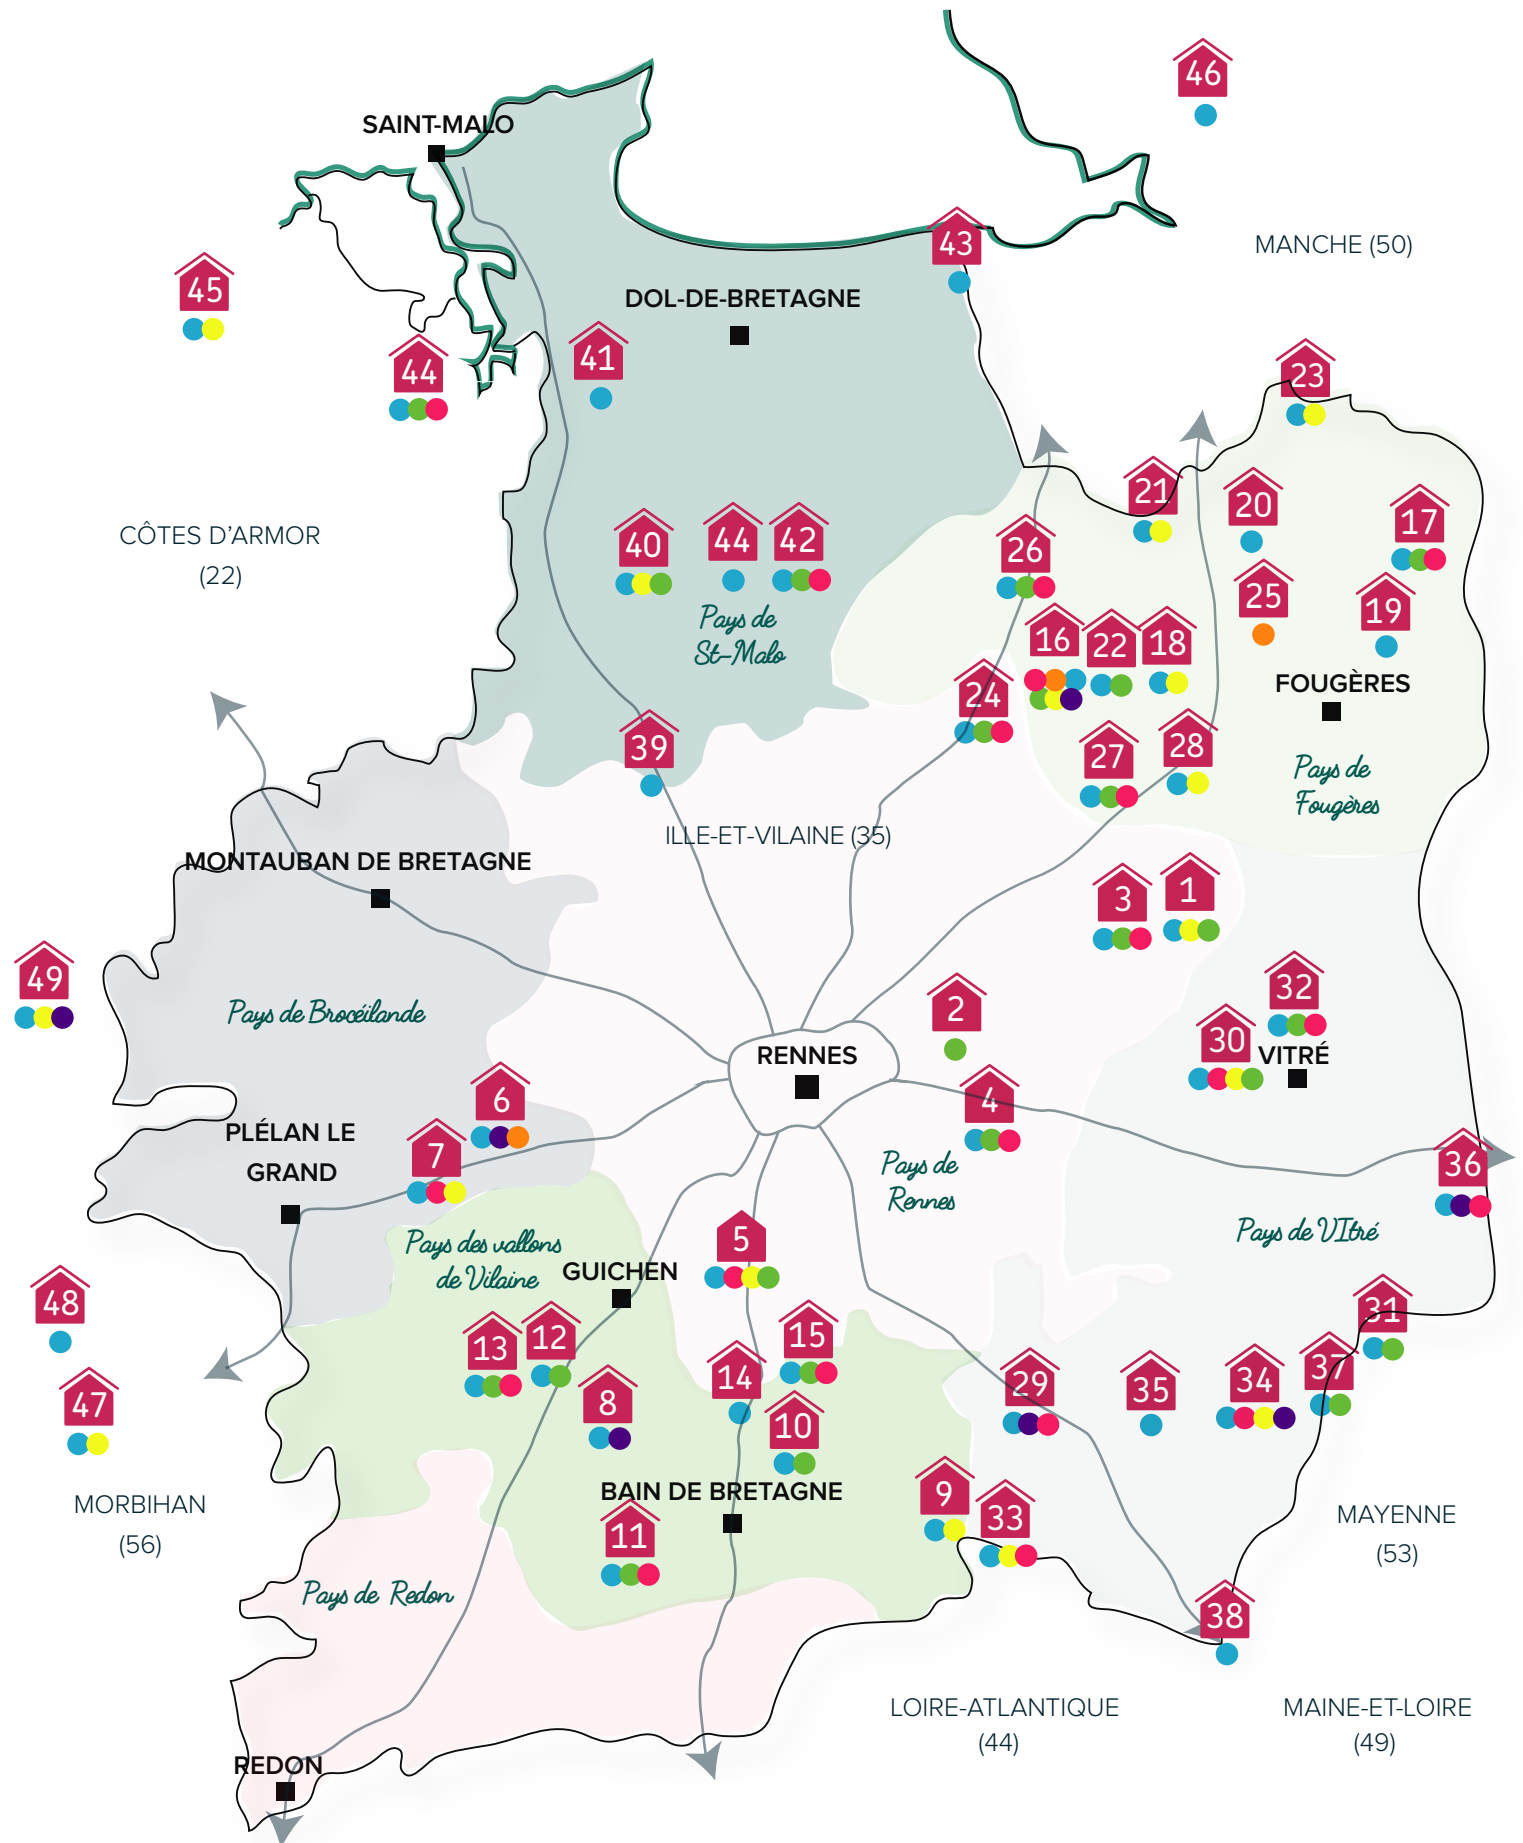 46
SAINT-MALO
43
MANCHE (50)
45
DOL-DE-BRETAGNE
41
44
23
21
20
17
CÔTES D'ARMOR
(22)
40
44
42
26
25
19
Pays de
St-Malo
16
22
18
24
FOUGÈRES
39
27
28
Pays de
Fougères
ILLE-ET-VILAINE (35)
MONTAUBAN DE BRETAGNE
3
1
49
32
Pays de Brocéilande
2
30
VITRÉ
RENNES
6
4
PLÉLAN LE
GRAND
7
36
Pays de
Rennes
Pays des vallons
de Vilaine
5
Pays de VItré
GUICHEN
48
31
13
12
15
14
29
35
34
37
47
8
10
BAIN DE BRETAGNE
9
33
MORBIHAN
(56)
11
MAYENNE
(53)
Pays de Redon
38
LOIRE-ATLANTIQUE
(44)
MAINE-ET-LOIRE
(49)
REDON